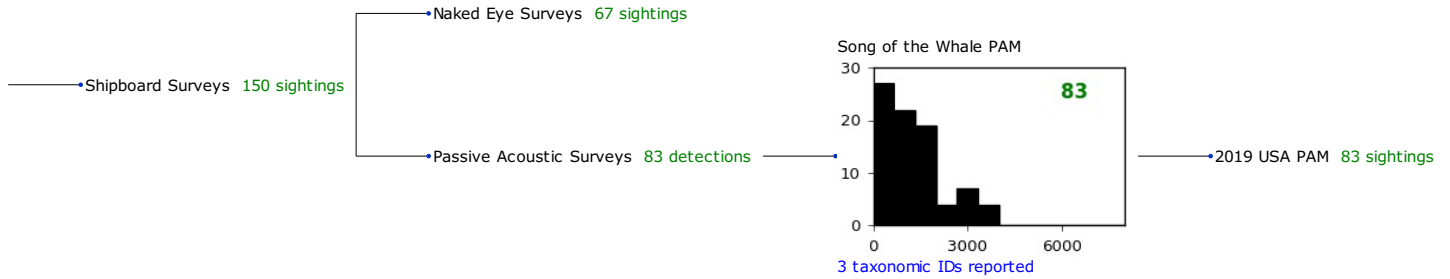 Naked Eye Surveys 67 sightings
Song of the Whale PAM
Shipboard Surveys 150 sightings
30
83
20
Passive Acoustic Surveys 83 detections
2019 USA PAM 83 sightings
10
0
0 3000 6000
3 taxonomic IDs reported